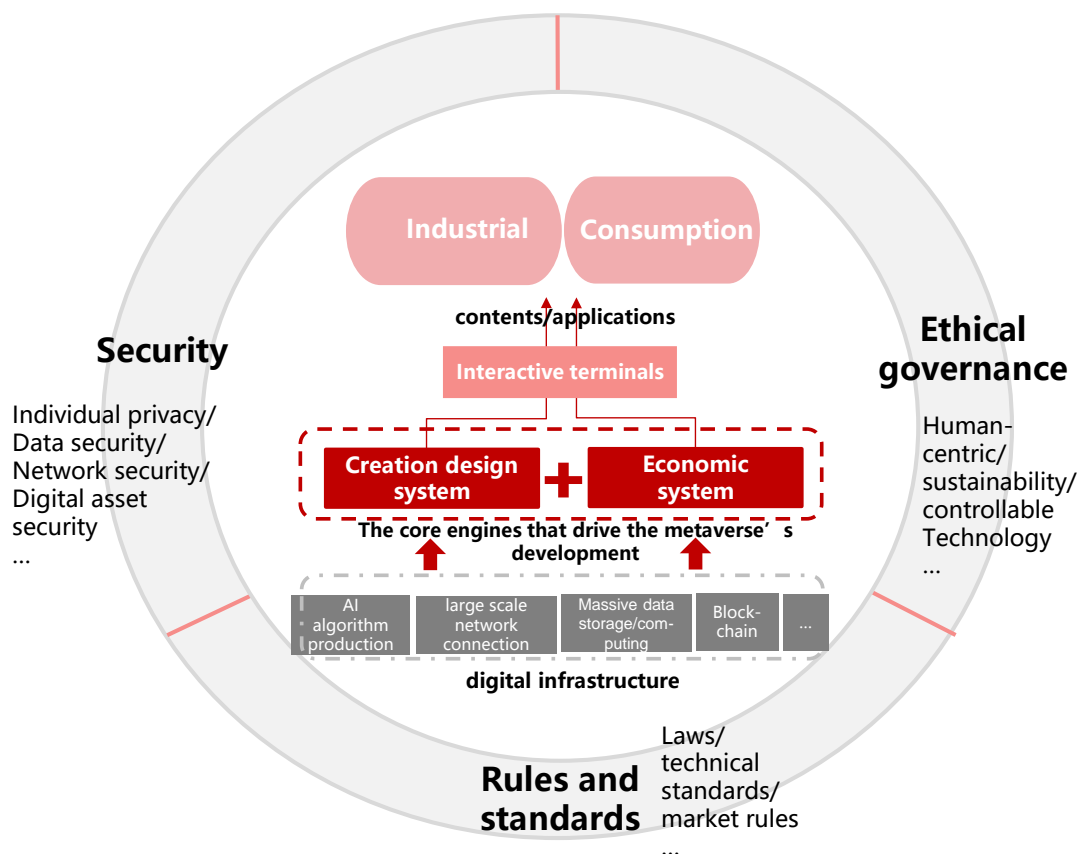 Industrial
Consumption
contents/applications
Interactive terminals
Creation design
system
Economic
system
The core engines that drive the metaverse’s
development
AI
algorithm
production
large scale
network
connection
Massive data
storage/com-
puting
Block-
chain
...
digital infrastructure
Security
Individual privacy/
Data security/
Network security/
Digital asset
security
...
Ethical
governance
Human-
centric/
sustainability/
controllable
Technology
...
Rules and
standards
Laws/
technical
standards/
market rules
...